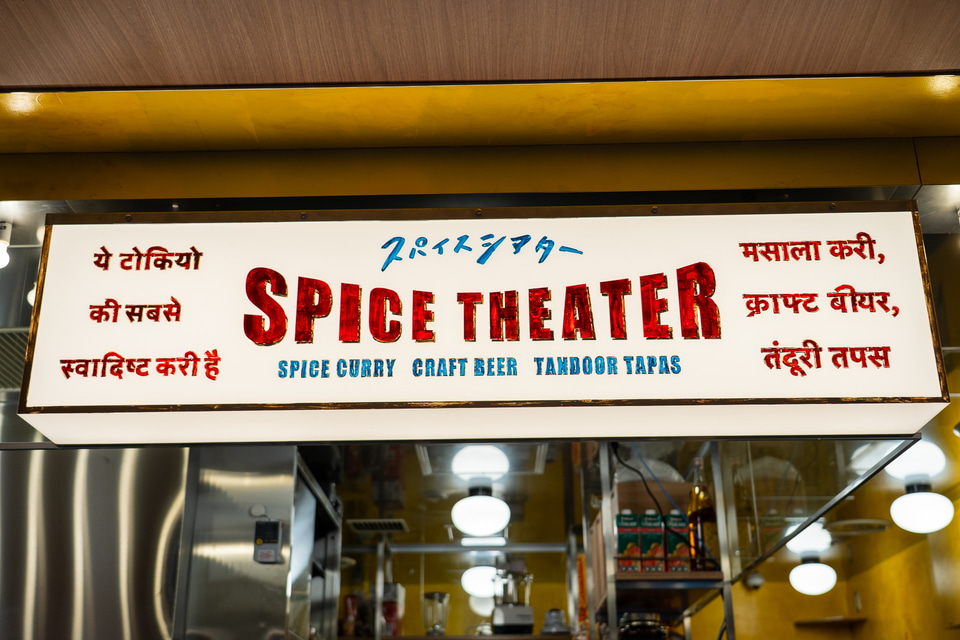 ये टोकियो
की सबसे
स्वादिष्ट करी है
スパイスシアター
SPICE THEATER
SPICE CURRY CRAFT BEER TANDOOR TAPAS
मसाला करी,
क्राफ्ट बीयर,
तंदूरी तपस